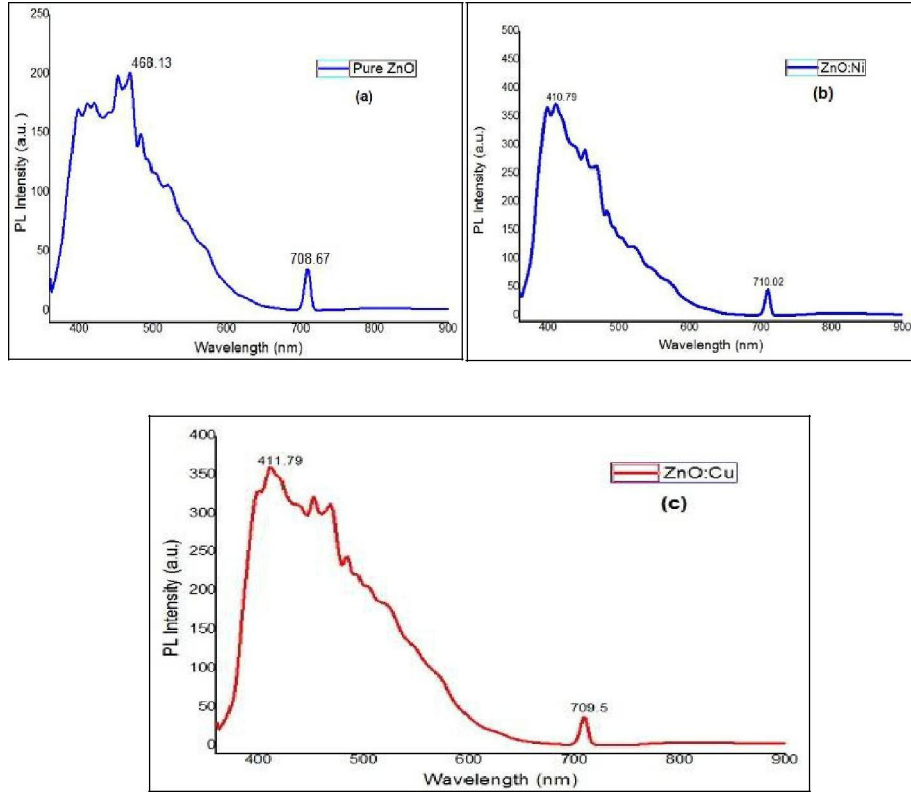 250
200
150
100
50
0
PL Intensity (a.u.)
468.13
708.67
Pure ZnO
(a)
400 500 600 700 800 900
Wavelength (nm)
500
450
400
350
300
250
200
150
100
50
0
PL Intensity (a.u.)
410.79
710.02
ZnO:Ni
(b)
400 500 600 700 800 900
Wavelength (nm)
400
350
300
250
200
150
100
50
0
PL Intensity (a.u.)
411.79
709.5
ZnO:Cu
(c)
400 500 600 700 800 900
Wavelength (nm)